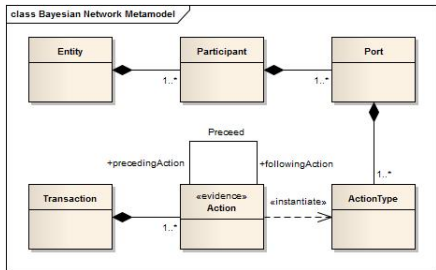 class Bayesian Network Metamodel
Entity
Participant
Port
1..*
1..*
Preceed
+precedingAction
+followingAction
1..*
Transaction
«evidence»
Action
«instantiate»
ActionType
1..*